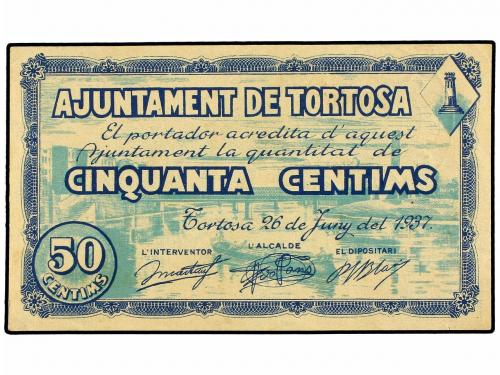 AJUNTAMENT DE TORTOSA
El portador acredita d'aquest
Ajuntament la quantitat de
CINQUANTA CENTIMS
Tortosa 26 de Juny del 1937.
L'INTERVENTOR L'ALCALDE EL DIPOSITARI
50
CENTIMS